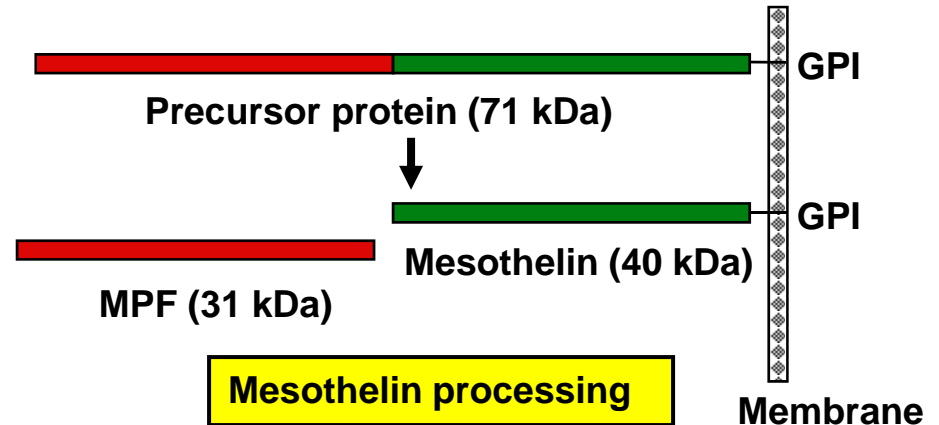 GPI
Precursor protein (71 kDa)
GPI
Mesothelin (40 kDa)
MPF (31 kDa)
Mesothelin processing
Membrane